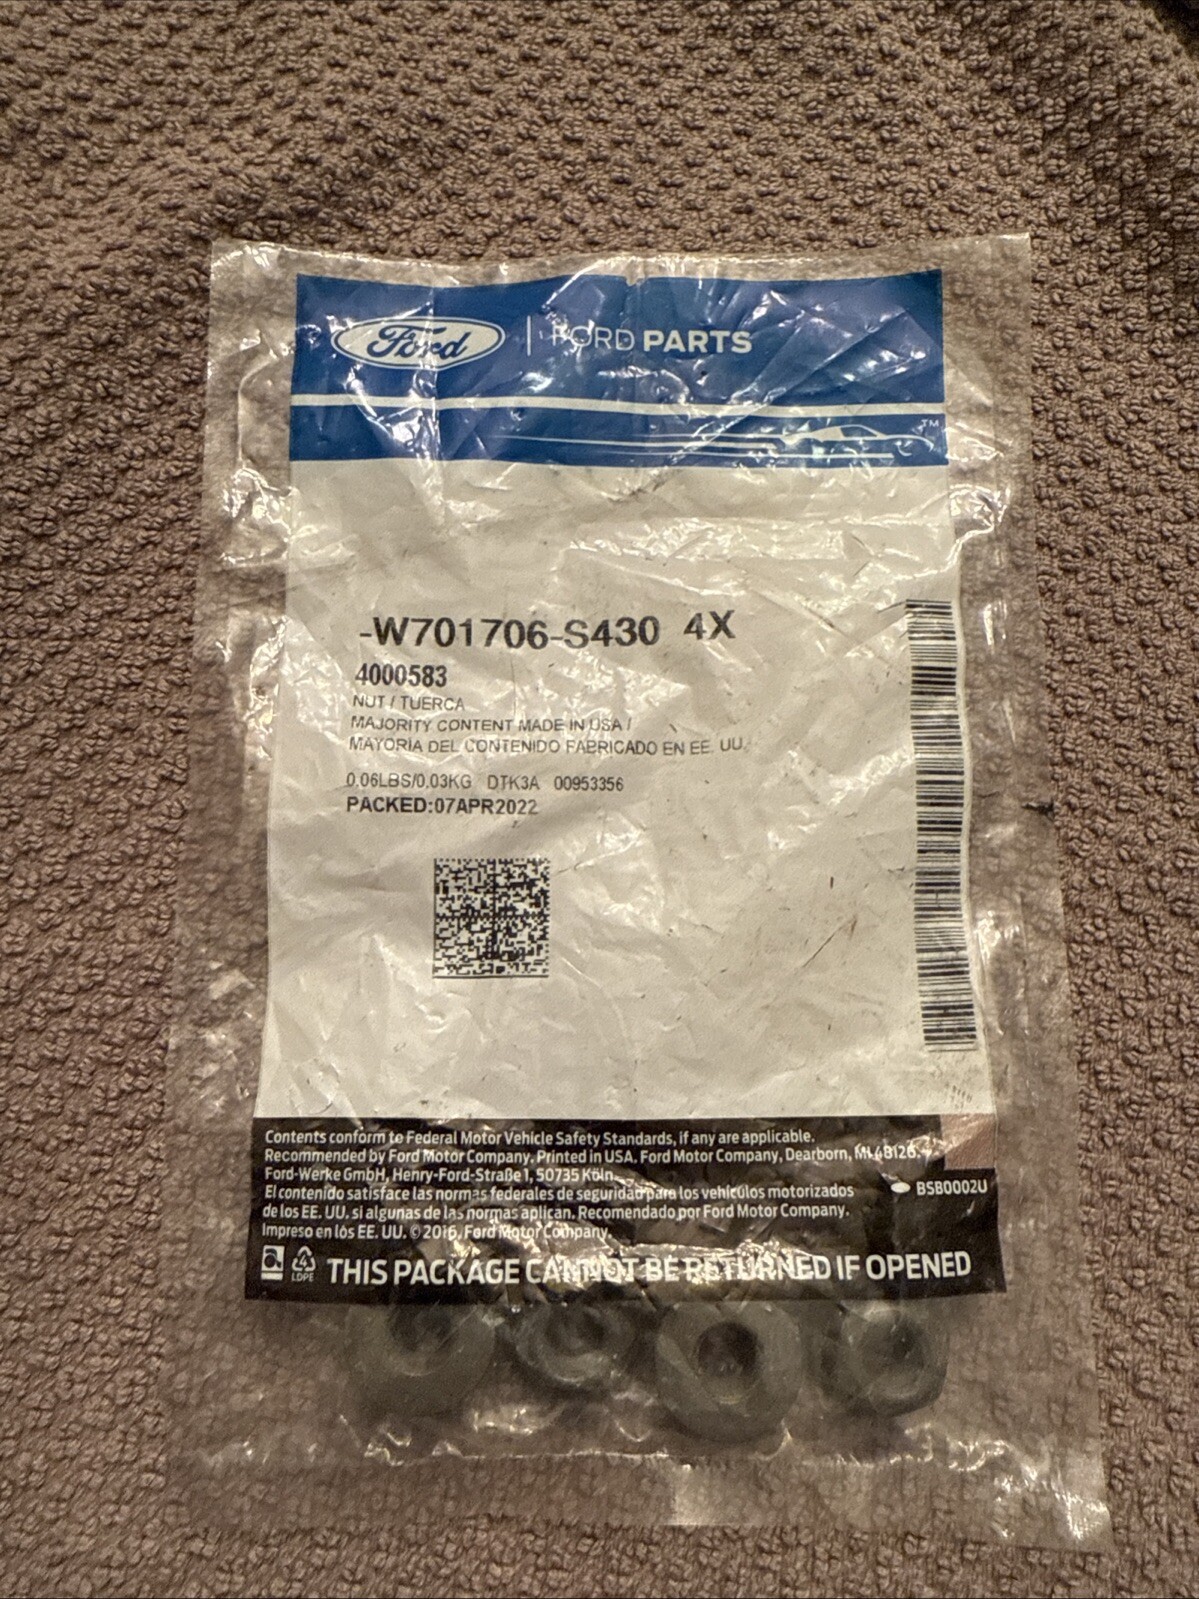 Ford | FORD PARTS
TM
-W701706-S430 4X
4000583
NUT / TUERCA
MAJORITY CONTENT MADE IN USA /
MAYORÍA DEL CONTENIDO FABRICADO EN EE. UU.
0.06LBS/0.03KG DTK3A 00953356
PACKED:07APR2022
Contents conform to Federal Motor Vehicle Safety Standards, if any are applicable.
Recommended by Ford Motor Company. Printed in USA. Ford Motor Company, Dearborn, MI 48126.
Ford-Werke GmbH, Henry-Ford-Straße 1, 50735 Köln.
El contenido satisface las normas federales de seguridad para los vehículos motorizados
de los EE. UU. si algunas de las normas aplican. Recomendado por Ford Motor Company.
Impreso en los EE. UU. © 2016, Ford Motor Company.
BSB0002U
4
LDPE
THIS PACKAGE CANNOT BE RETURNED IF OPENED